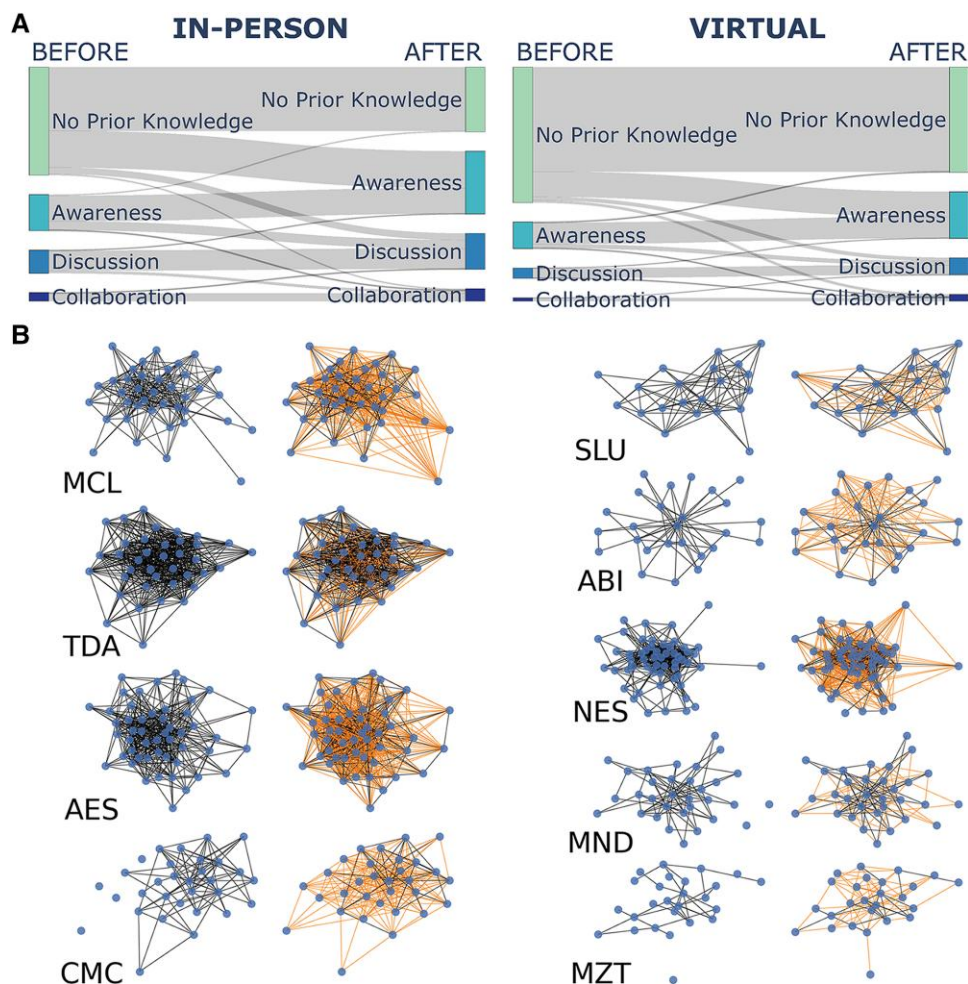 A
IN-PERSON
BEFORE
AFTER
No Prior Knowledge
No Prior Knowledge
Awareness
Awareness
Discussion
Discussion
Collaboration
Collaboration
VIRTUAL
BEFORE
AFTER
No Prior Knowledge
No Prior Knowledge
Awareness
Awareness
Discussion
Discussion
Collaboration
Collaboration
B
MCL
TDA
AES
CMC
SLU
ABI
NES
MND
MZT